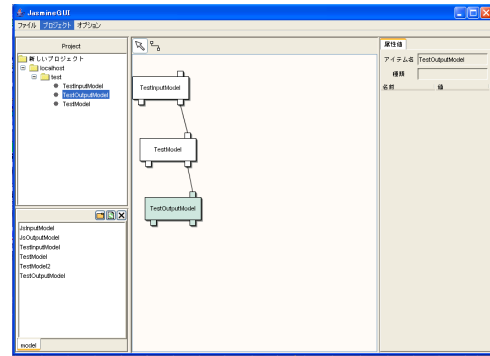 JasmineGUI
ファイル プロジェクト オプション
Project
新しいプロジェクト
localhost
test
TestInputModel
TestOutputModel
TestModel
JsInputModel
JsOutputModel
TestInputModel
TestModel
TestModel2
TestOutputModel
model
TestInputModel
TestModel
TestOutputModel
属性値
アイテム名 TestOutputModel
種類
名前 値